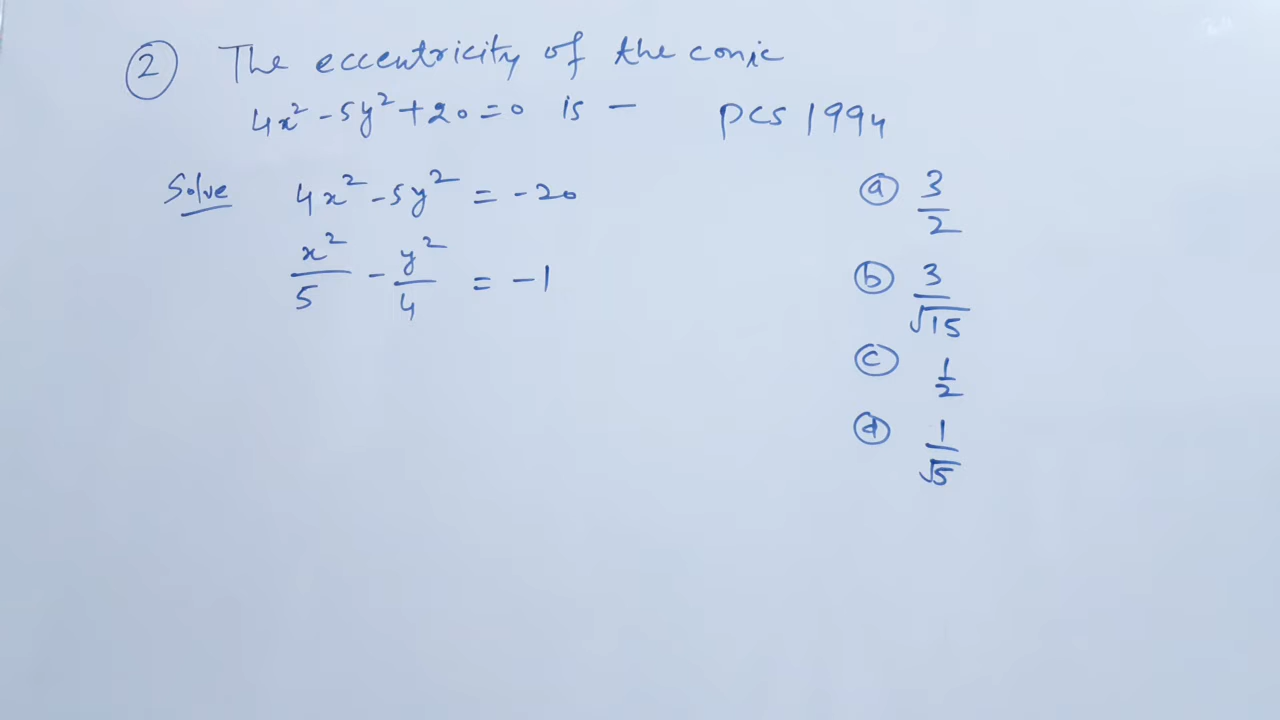 ② The eccentricity of the conic
4x² - 5y² + 20 = 0 is — PCS 1994
Solve 4x² - 5y² = -20
x²/5 - y²/4 = -1
ⓐ 3/2
ⓑ 3/√15
ⓒ 1/2
ⓓ 1/√5